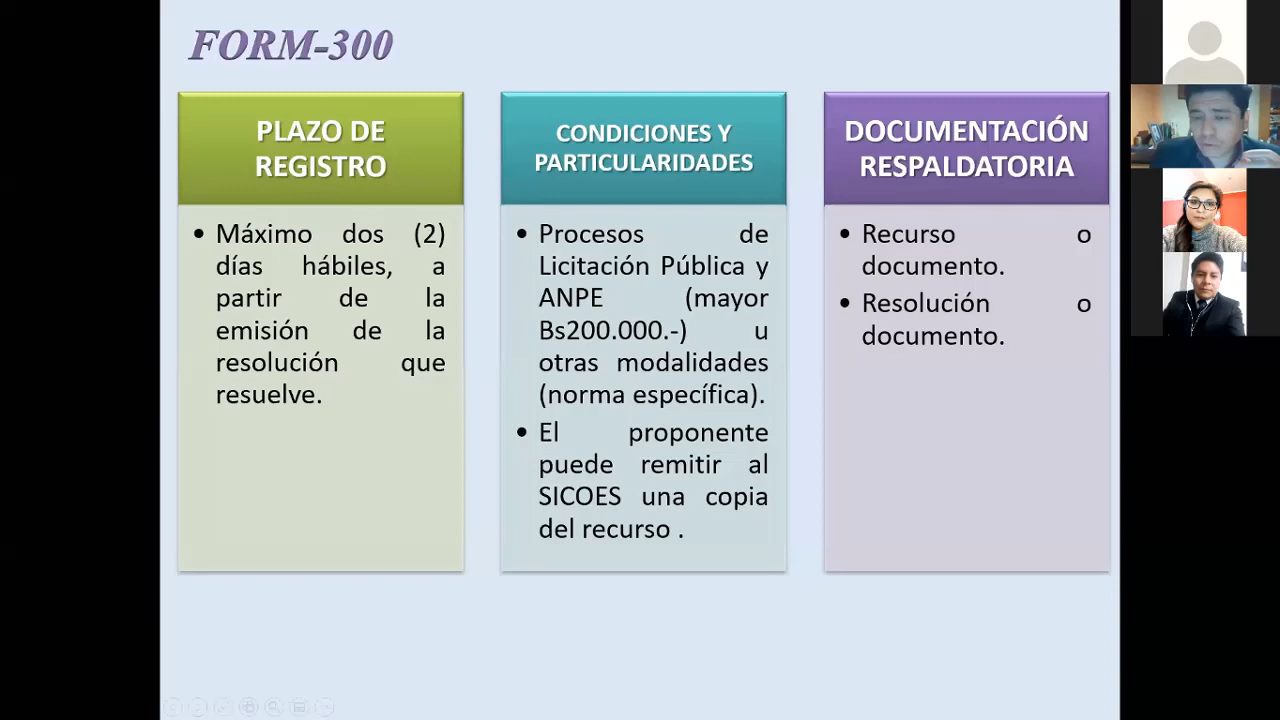 FORM-300
PLAZO DE
REGISTRO
• Máximo dos (2)
días hábiles, a
partir de la
emisión de la
resolución que
resuelve.
CONDICIONES Y
PARTICULARIDADES
• Procesos de
Licitación Pública y
ANPE (mayor
Bs200.000.-) u
otras modalidades
(norma específica).
• El proponente
puede remitir al
SICOES una copia
del recurso .
DOCUMENTACIÓN
RESPALDATORIA
• Recurso o
documento.
• Resolución o
documento.